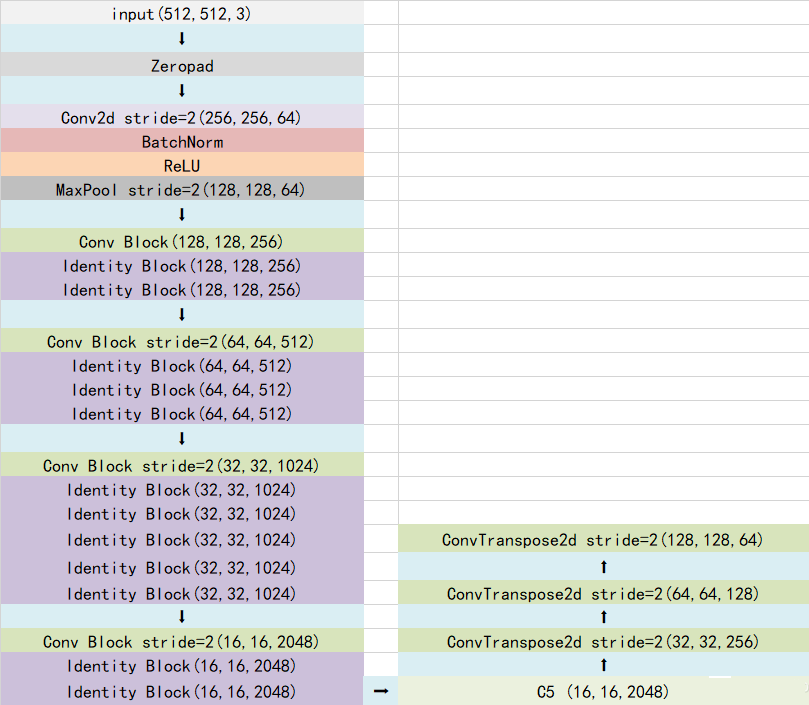 input(512,512,3)
↓
Zeropad
↓
Conv2d stride=2(256,256,64)
BatchNorm
ReLU
MaxPool stride=2(128,128,64)
↓
Conv Block(128,128,256)
Identity Block(128,128,256)
Identity Block(128,128,256)
↓
Conv Block stride=2(64,64,512)
Identity Block(64,64,512)
Identity Block(64,64,512)
Identity Block(64,64,512)
↓
Conv Block stride=2(32,32,1024)
Identity Block(32,32,1024)
Identity Block(32,32,1024)
Identity Block(32,32,1024)
Identity Block(32,32,1024)
Identity Block(32,32,1024)
↓
Conv Block stride=2(16,16,2048)
Identity Block(16,16,2048)
Identity Block(16,16,2048)
→
ConvTranspose2d stride=2(128,128,64)
↑
ConvTranspose2d stride=2(64,64,128)
↑
ConvTranspose2d stride=2(32,32,256)
↑
C5 (16,16,2048)